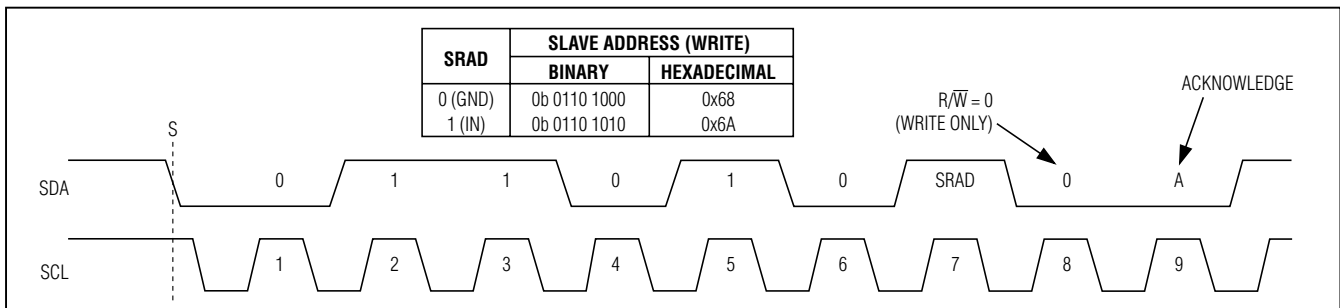 SRAD SLAVE ADDRESS (WRITE)
BINARY HEXADECIMAL
0 (GND) 0b 0110 1000 0x68
1 (IN) 0b 0110 1010 0x6A
ACKNOWLEDGE
R/W̅ = 0
(WRITE ONLY)
S
SDA 0 1 1 0 1 0 SRAD 0 A
SCL 1 2 3 4 5 6 7 8 9